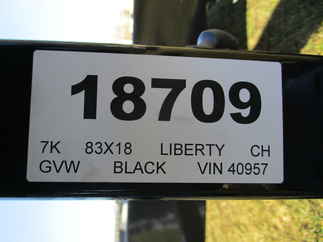 18709
7K 83X18 LIBERTY CH
GVW BLACK VIN 40957